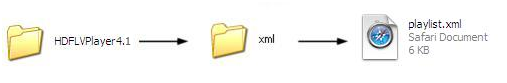 HDFLVPlayer4.1
xml
playlist.xml
Safari Document
6 KB